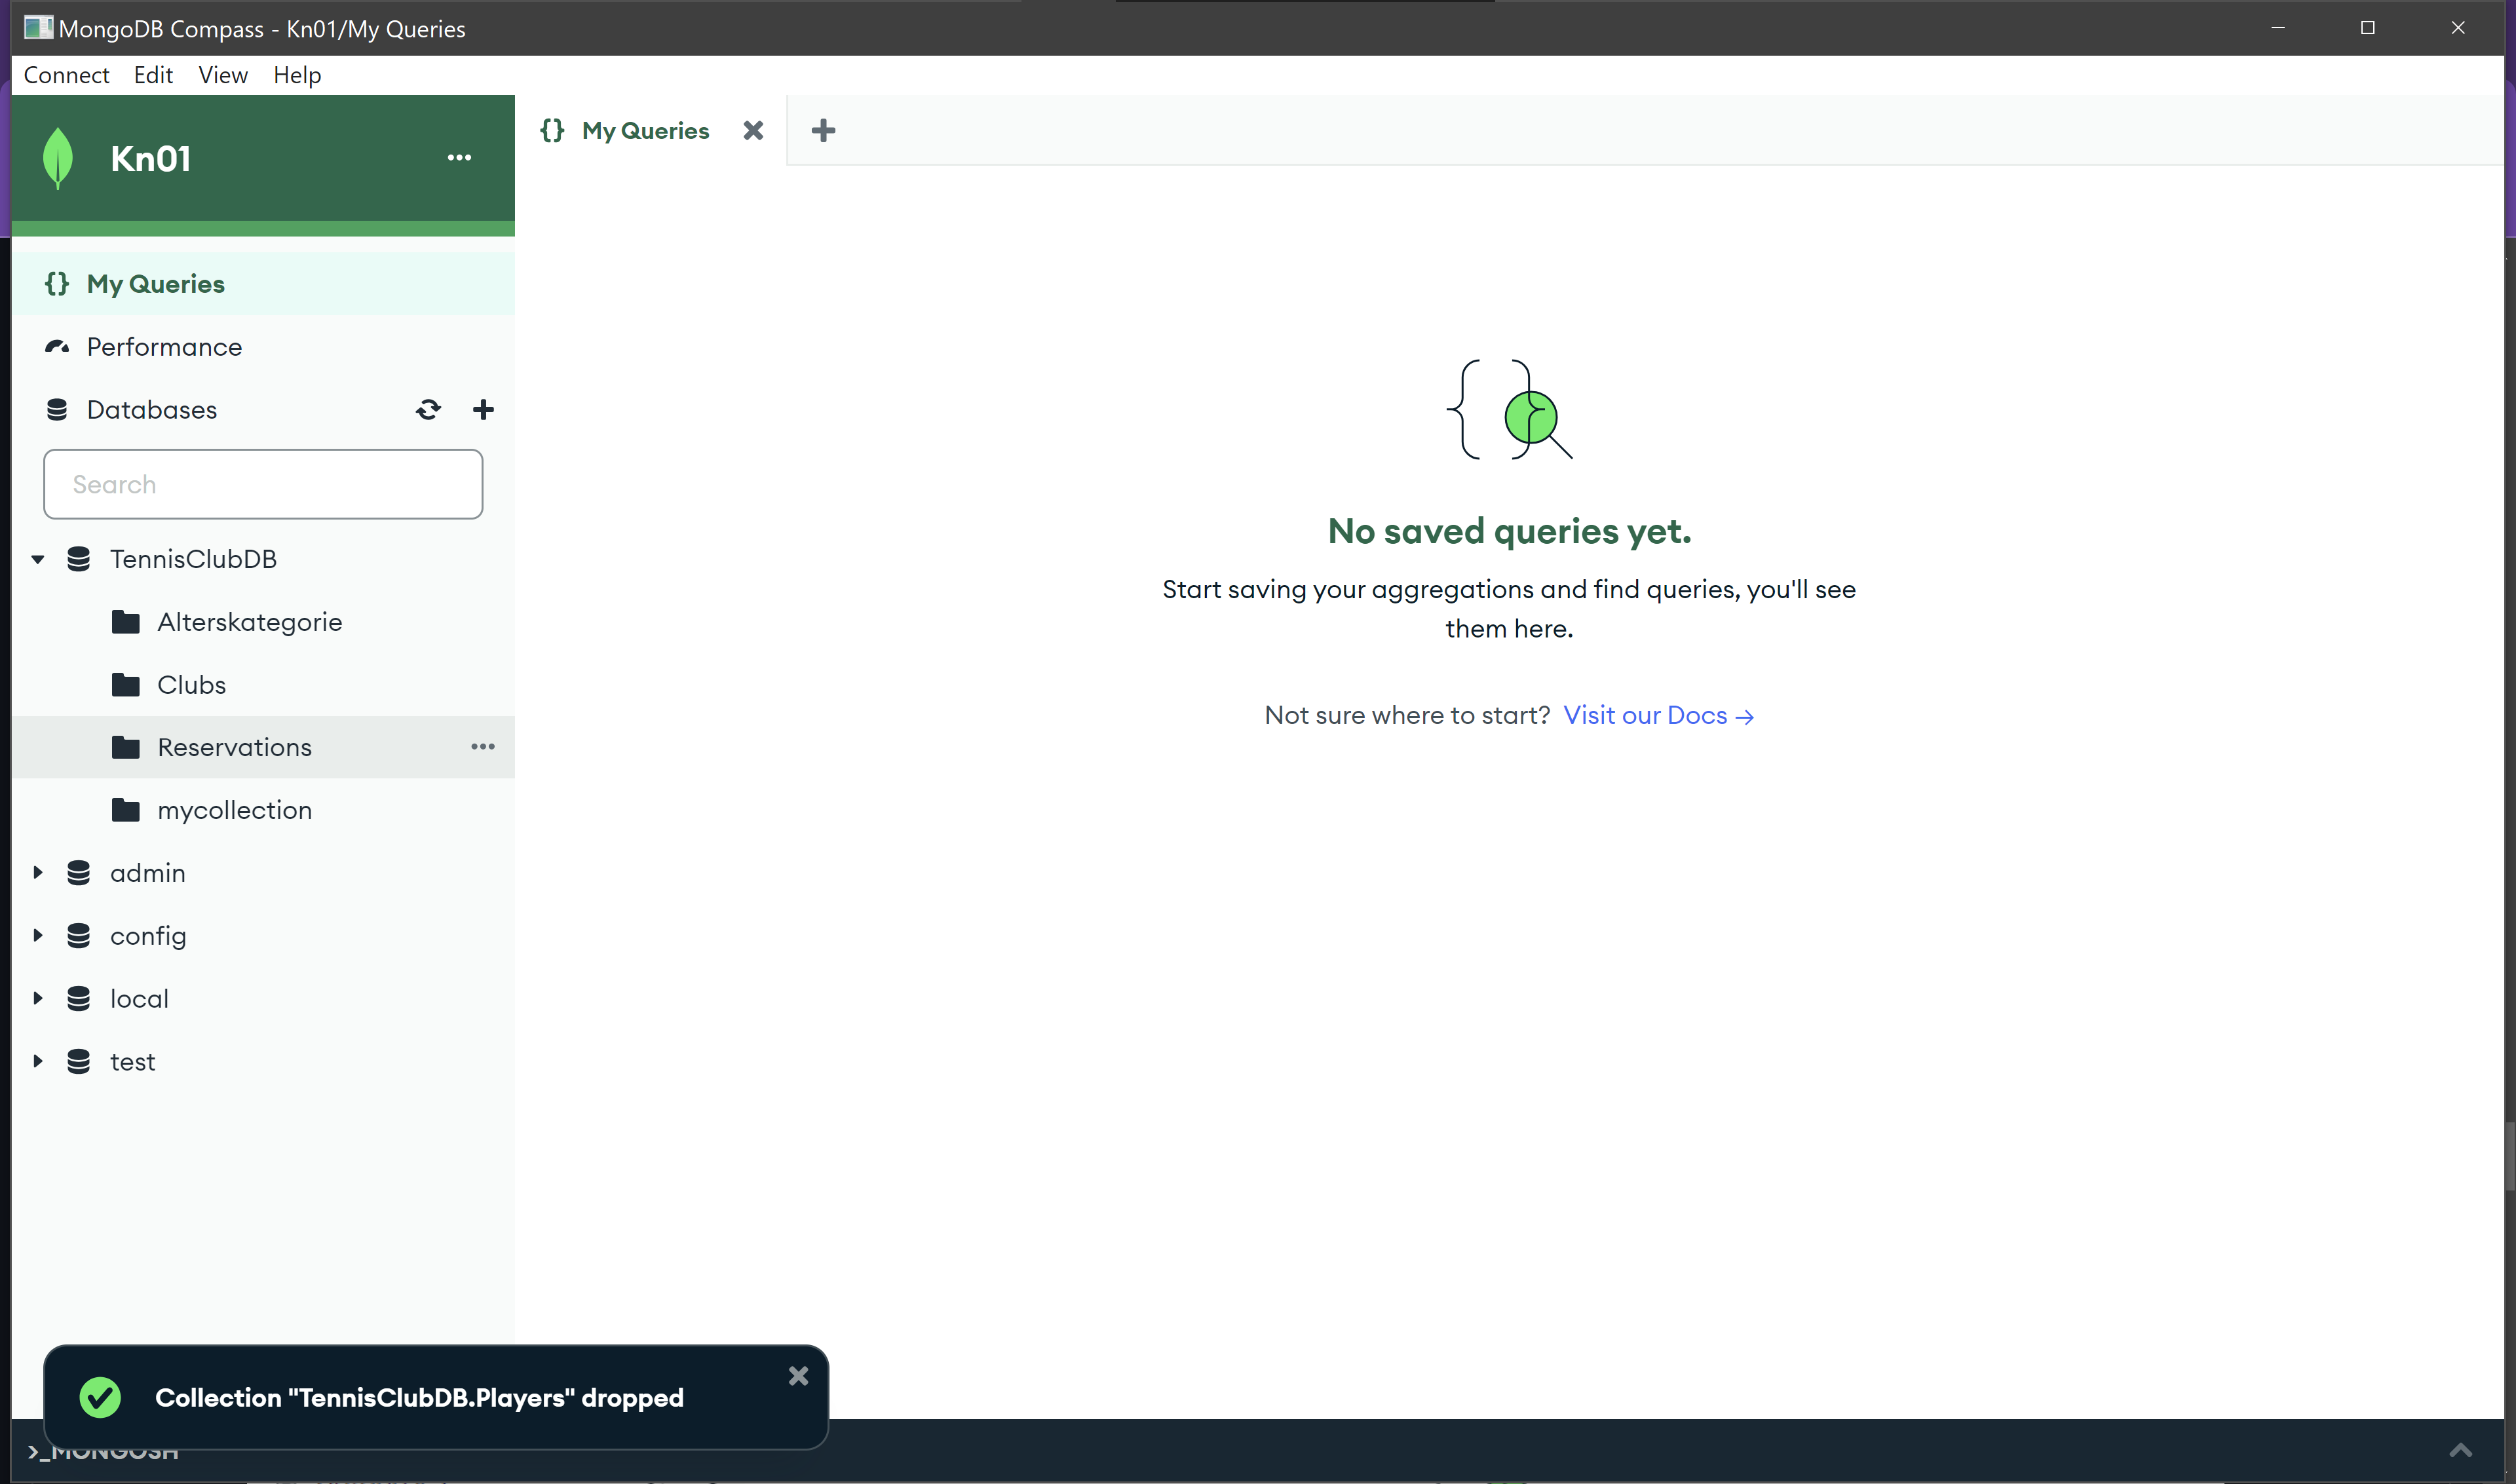 MongoDB Compass - Kn01/My Queries
Connect Edit View Help
Kn01
My Queries
My Queries
Performance
Databases
Search
TennisClubDB
Alterskategorie
Clubs
Reservations
mycollection
admin
config
local
test
No saved queries yet.
Start saving your aggregations and find queries, you'll see
them here.
Not sure where to start? Visit our Docs →
Collection "TennisClubDB.Players" dropped
>_MONGOSH